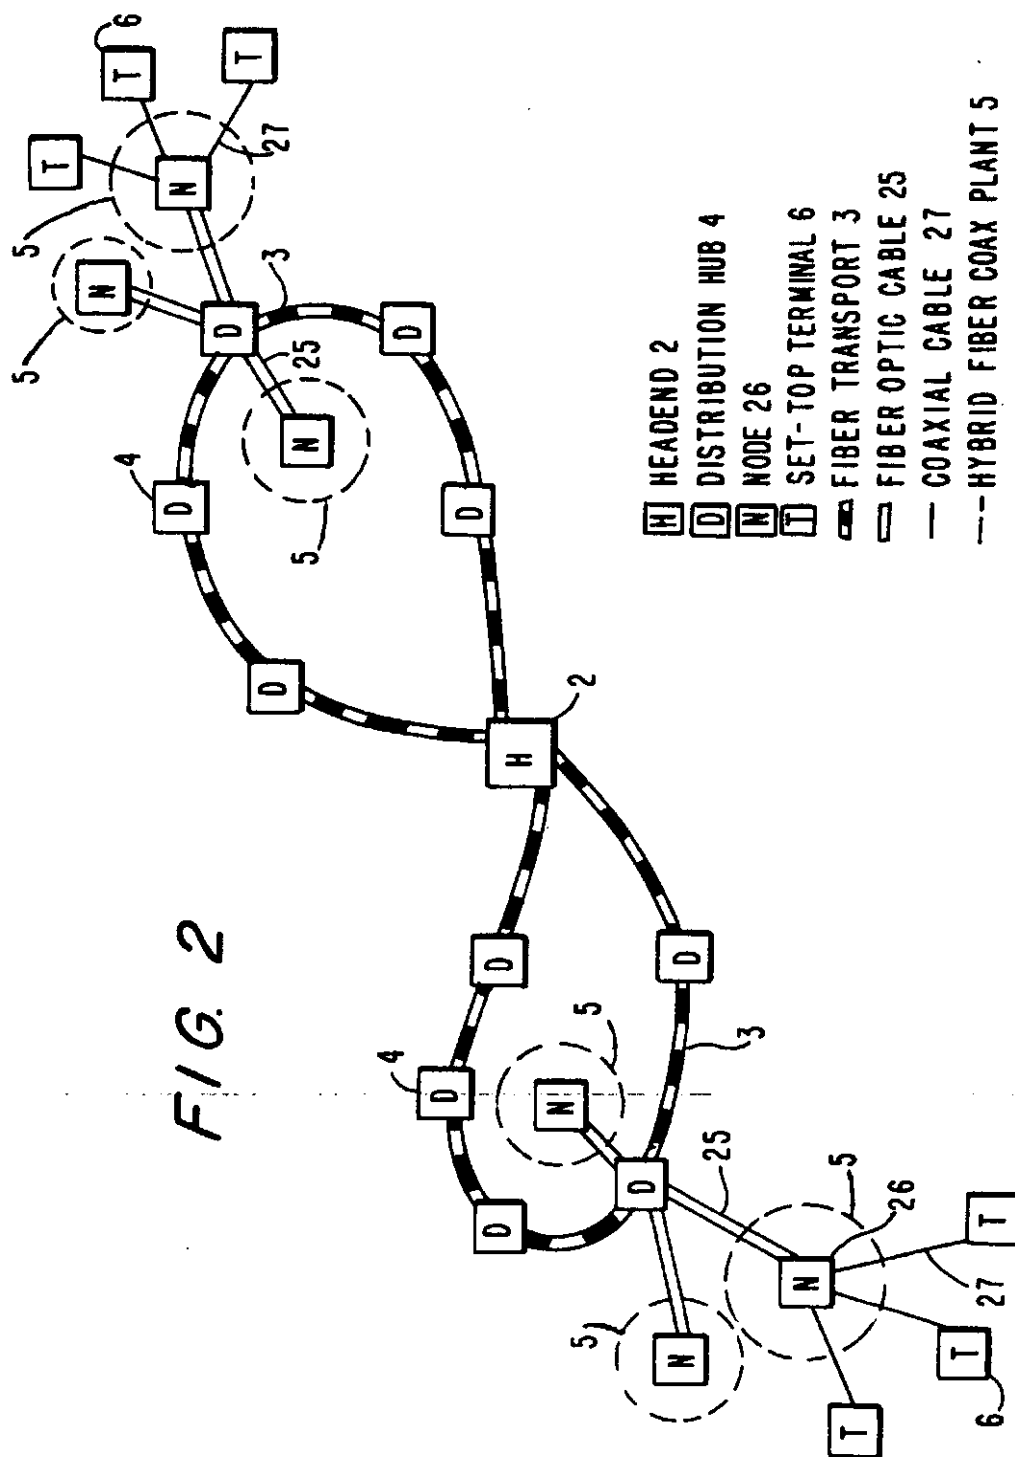 FIG. 2
T
6
T
T
N
27
5
N
5
D
3
25
N
5
D
4
D
D
D
D
H
2
D
D
4
D
D
D
3
N
5
D
25
N
5
N
5
26
27
T
T
6
T
H HEADEND 2
D DISTRIBUTION HUB 4
N NODE 26
T SET-TOP TERMINAL 6
FIBER TRANSPORT 3
FIBER OPTIC CABLE 25
COAXIAL CABLE 27
HYBRID FIBER COAX PLANT 5